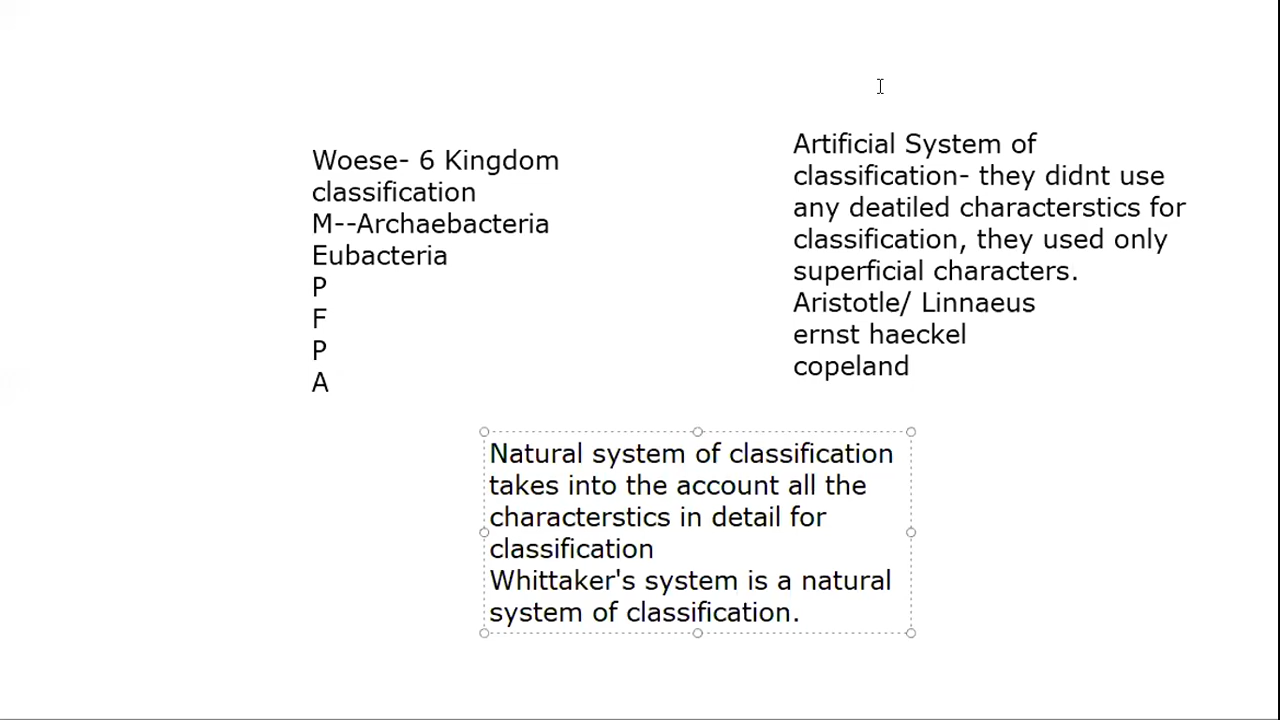 Woese- 6 Kingdom
classification
M--Archaebacteria
Eubacteria
P
F
P
A
Artificial System of
classification- they didnt use
any deatiled characterstics for
classification, they used only
superficial characters.
Aristotle/ Linnaeus
ernst haeckel
copeland
Natural system of classification
takes into the account all the
characterstics in detail for
classification
Whittaker's system is a natural
system of classification.